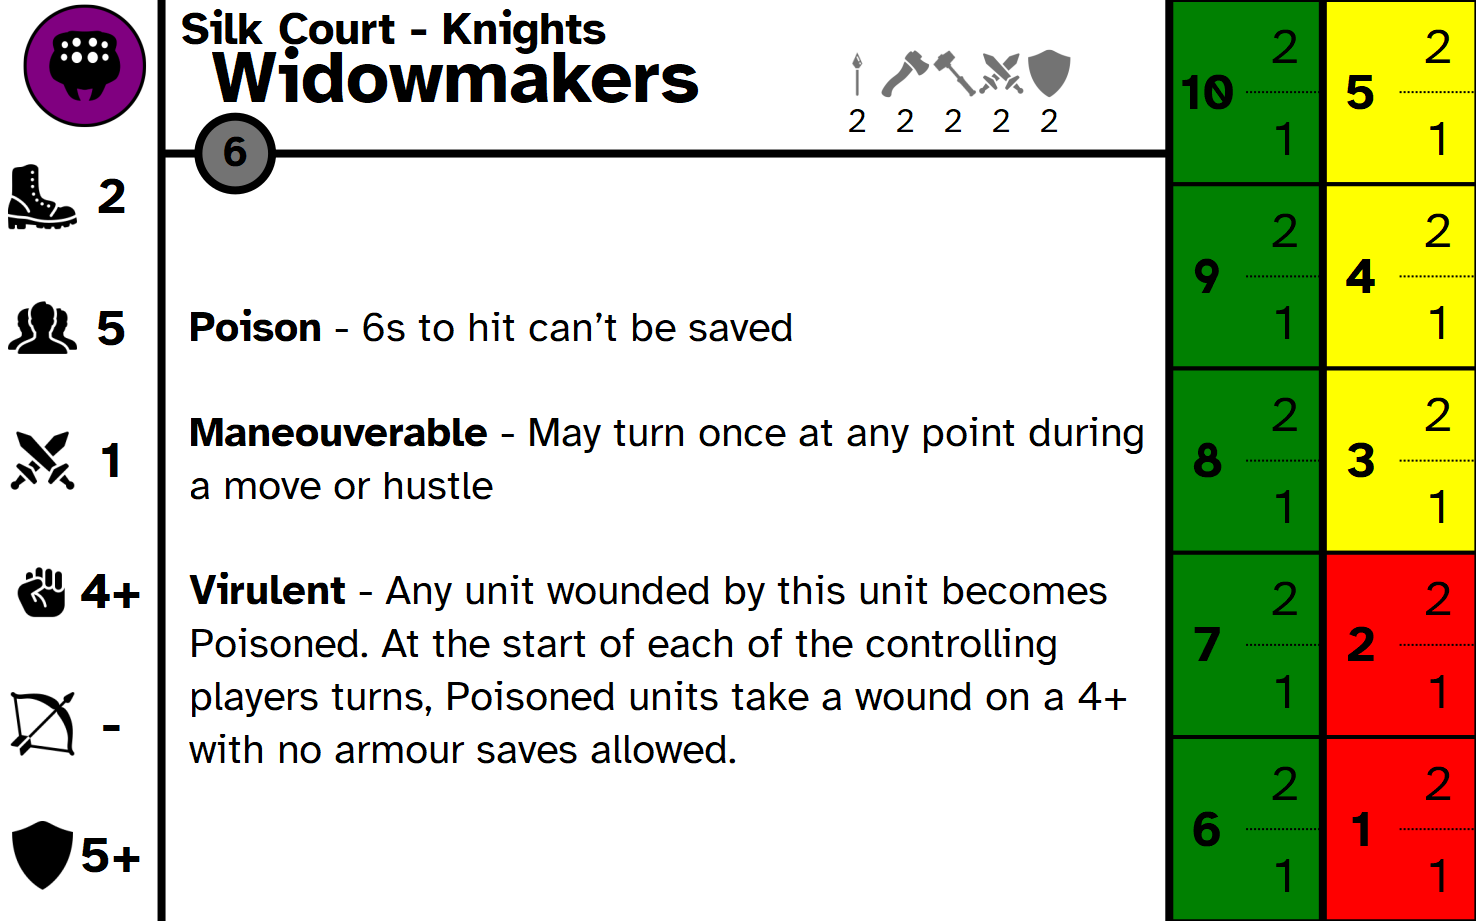 Silk Court - Knights
Widowmakers
2 2 2 2 2
6
2
5
1
4+
-
5+
Poison - 6s to hit can’t be saved
Maneouverable - May turn once at any point during
a move or hustle
Virulent - Any unit wounded by this unit becomes
Poisoned. At the start of each of the controlling
players turns, Poisoned units take a wound on a 4+
with no armour saves allowed.
10 2 1
9 2 1
8 2 1
7 2 1
6 2 1
5 2 1
4 2 1
3 2 1
2 2 1
1 2 1